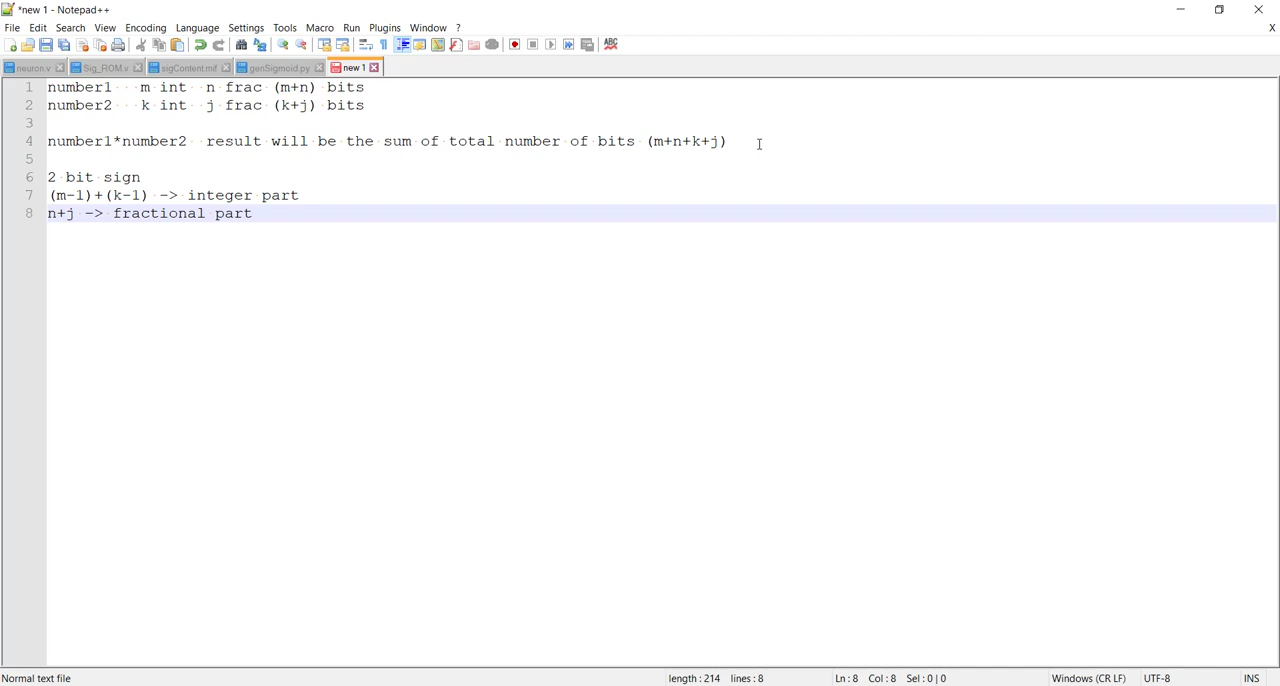 *new 1 - Notepad++
File Edit Search View Encoding Language Settings Tools Macro Run Plugins Window ? X
neuron.v Sig_ROM.v sigContent.mif genSigmoid.py new 1
1 number1 m int n frac (m+n) bits
2 number2 k int j frac (k+j) bits
3
4 number1*number2 result will be the sum of total number of bits (m+n+k+j)
5
6 2 bit sign
7 (m-1)+(k-1) -> integer part
8 n+j -> fractional part
Normal text file length : 214 lines : 8 Ln : 8 Col : 8 Sel : 0 | 0 Windows (CR LF) UTF-8 INS